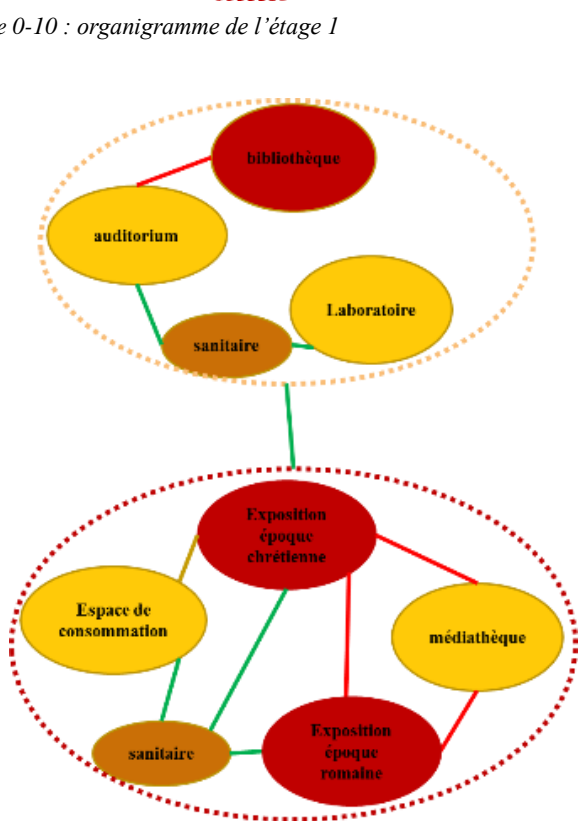 e 0-10 : organigramme de l’étage 1
bibliothèque
auditorium
Laboratoire
sanitaire
Exposition
époque
chrétienne
Espace de
consommation
médiathèque
sanitaire
Exposition
époque
romaine